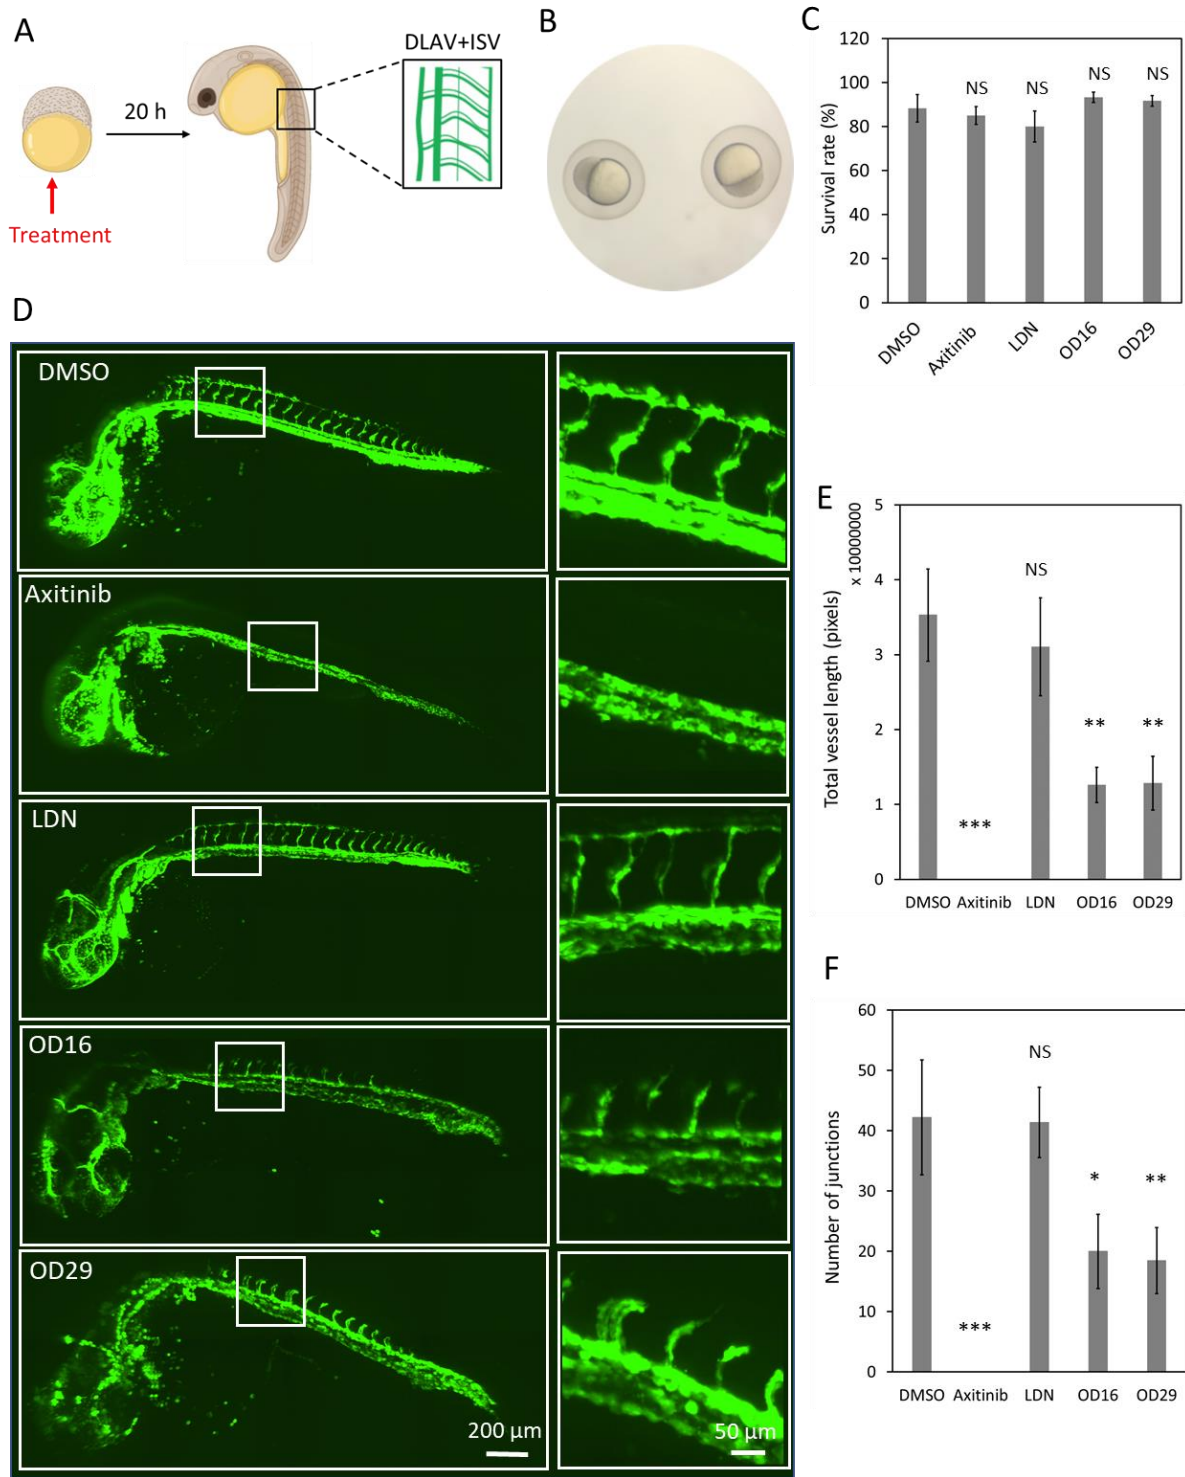 A
20 h
Treatment
DLAV+ISV
B
C
Survival rate (%)
120
100
80
60
40
20
0
NS
NS
NS
NS
DMSO
Axitinib
LDN
OD16
OD29
D
DMSO
Axitinib
LDN
OD16
OD29
200 µm
50 µm
E
Total vessel length (pixels)
x 10000000
5
4
3
2
1
0
***
NS
**
**
DMSO
Axitinib
LDN
OD16
OD29
F
Number of junctions
60
50
40
30
20
10
0
***
NS
*
**
DMSO
Axitinib
LDN
OD16
OD29